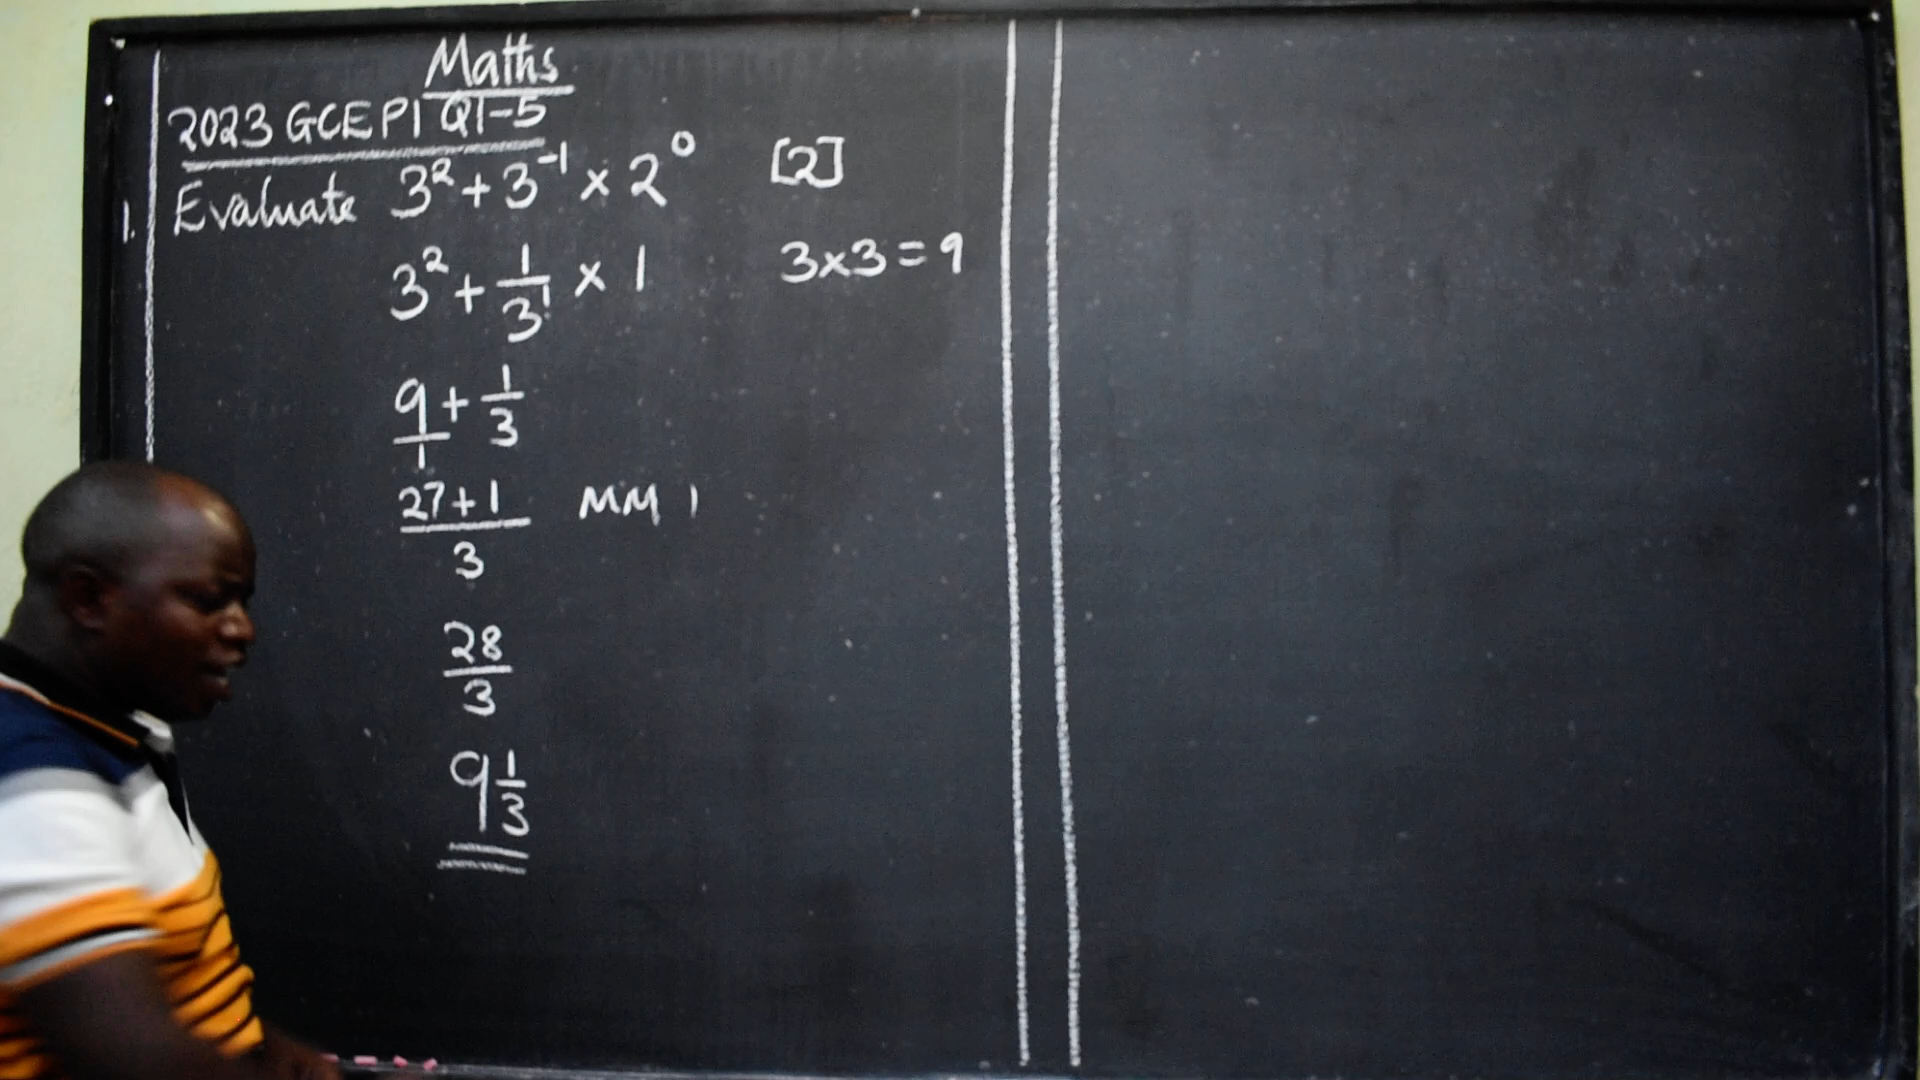 Maths
2023 GCE P1 Q1-5
1. Evaluate 3² + 3⁻¹ × 2⁰ [2]
3² + 1/3¹ × 1 3×3=9
9/1 + 1/3
27+1/3 MM 1
28/3
9 1/3